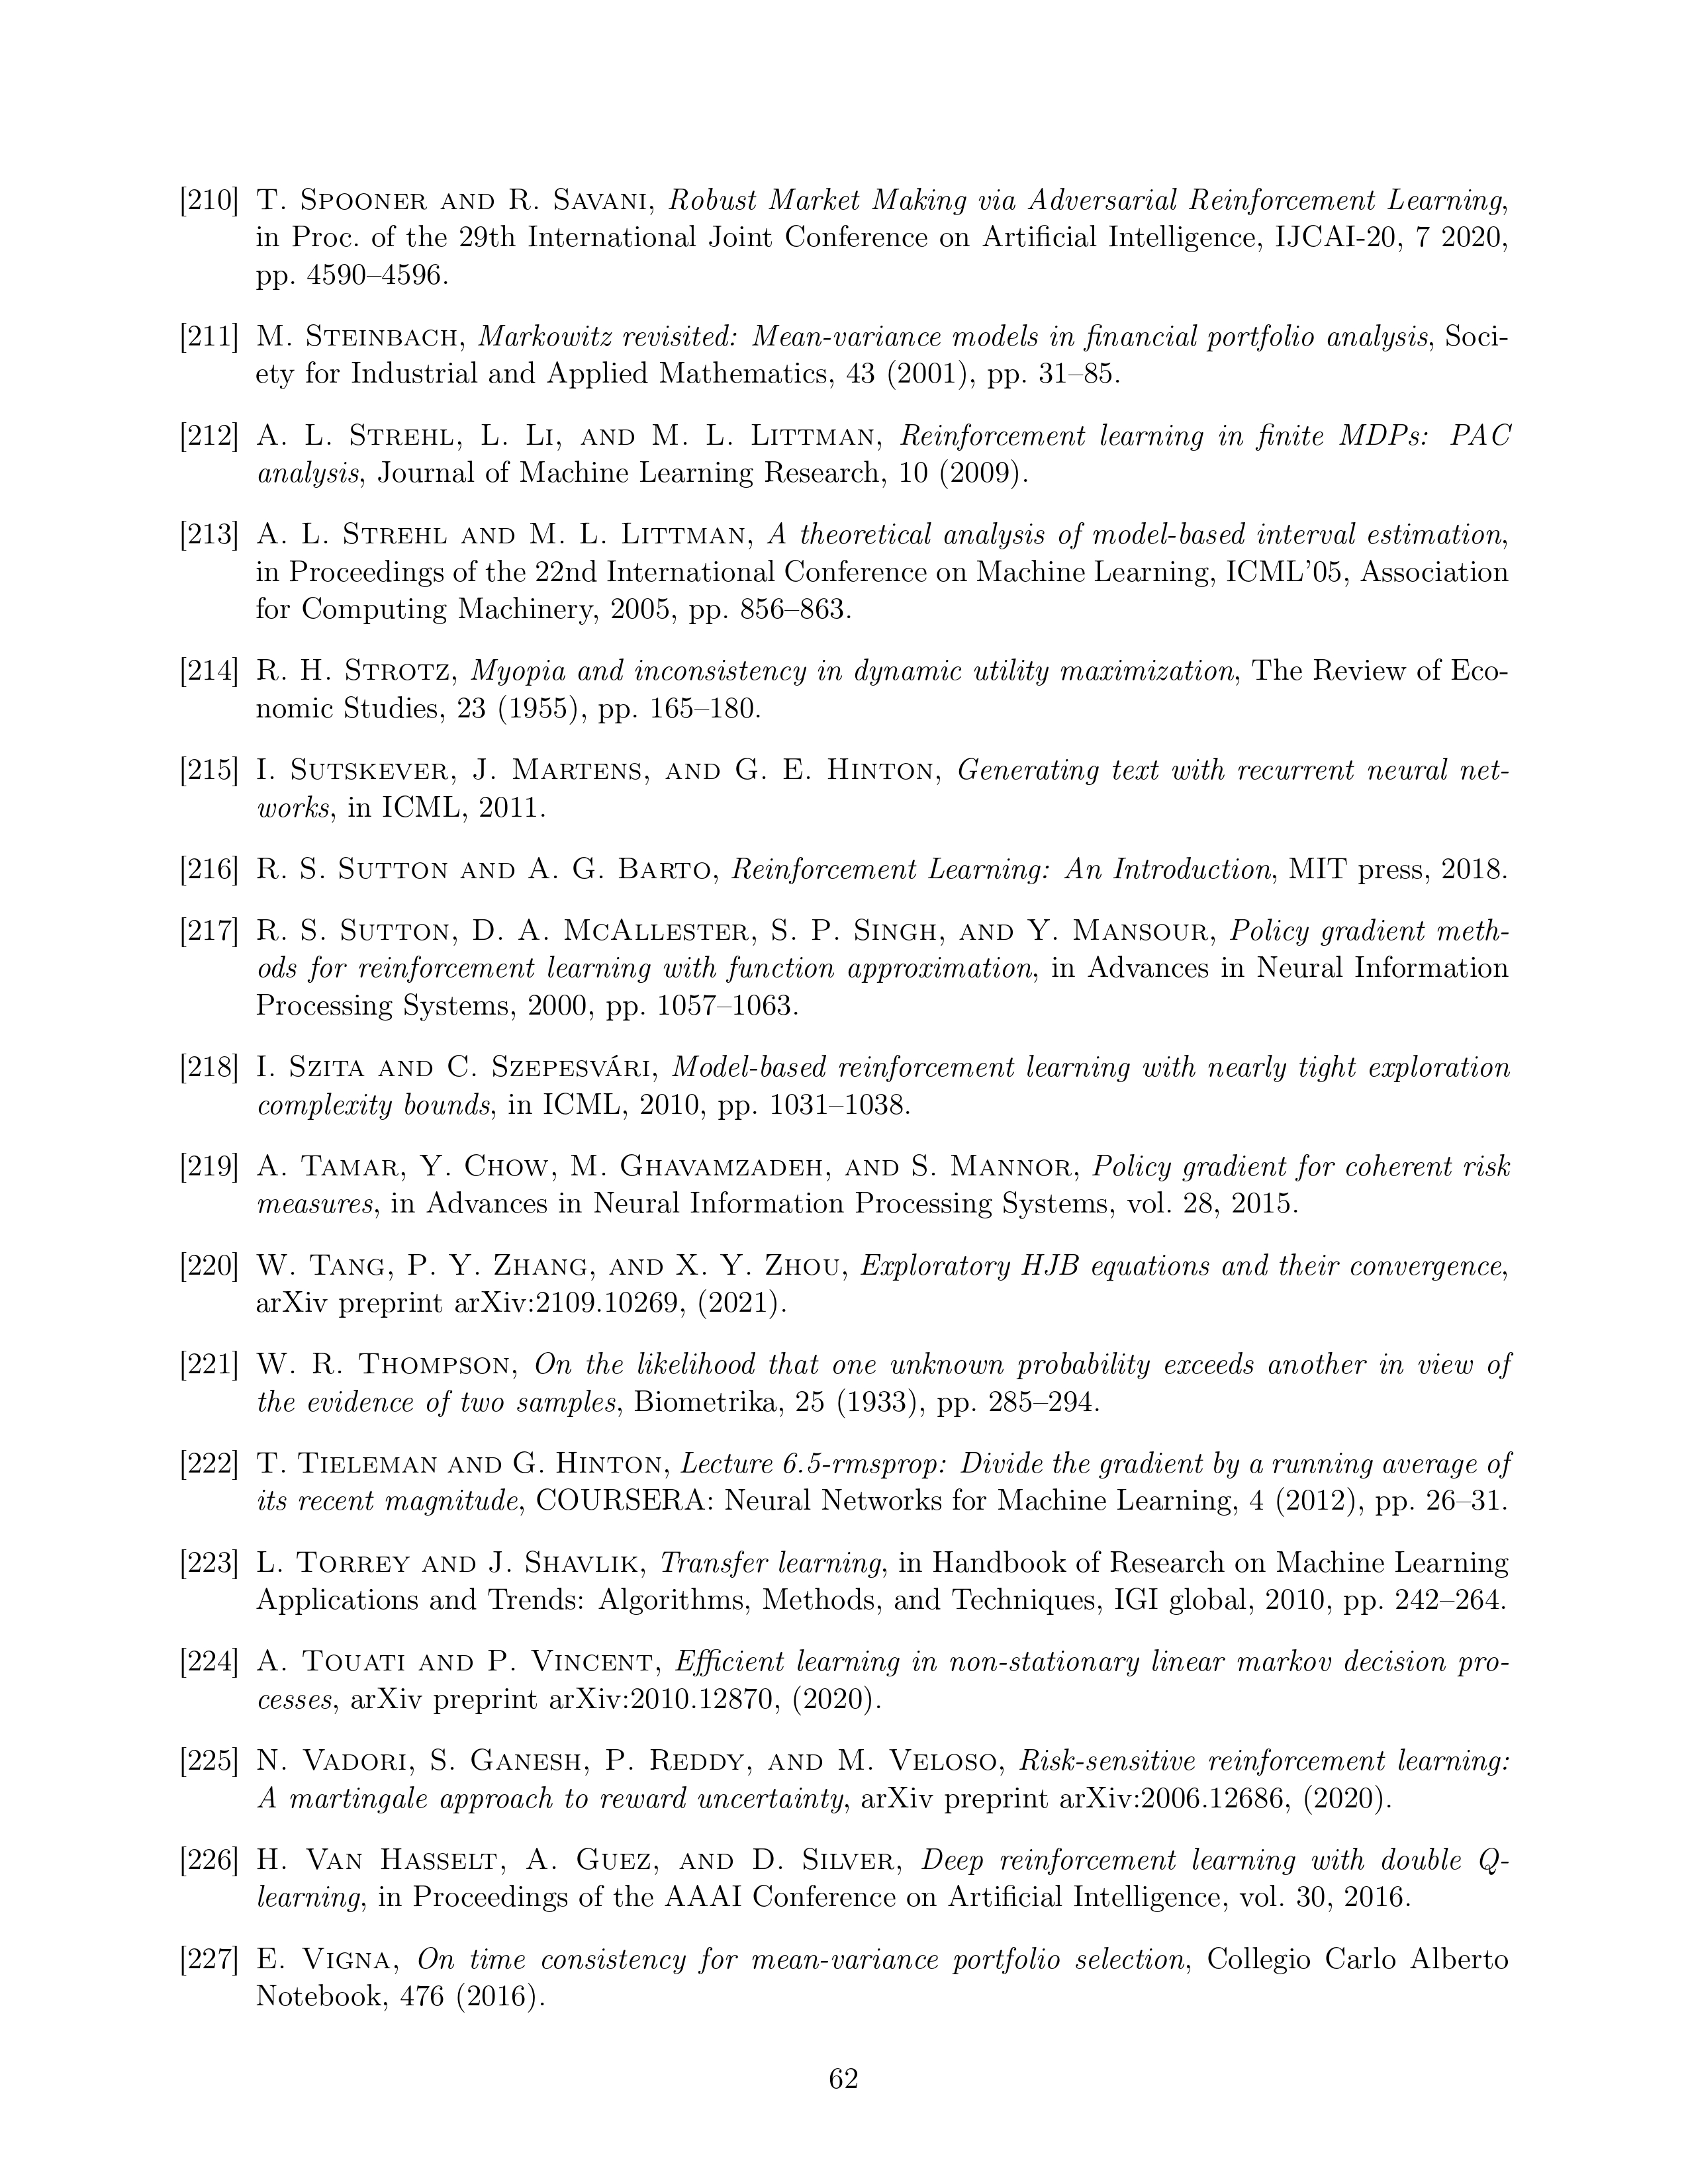 [210] T. Spooner and R. Savani, Robust Market Making via Adversarial Reinforcement Learning,
in Proc. of the 29th International Joint Conference on Artificial Intelligence, IJCAI-20, 7 2020,
pp. 4590–4596.
[211] M. Steinbach, Markowitz revisited: Mean-variance models in financial portfolio analysis, Soci-
ety for Industrial and Applied Mathematics, 43 (2001), pp. 31–85.
[212] A. L. Strehl, L. Li, and M. L. Littman, Reinforcement learning in finite MDPs: PAC
analysis, Journal of Machine Learning Research, 10 (2009).
[213] A. L. Strehl and M. L. Littman, A theoretical analysis of model-based interval estimation,
in Proceedings of the 22nd International Conference on Machine Learning, ICML'05, Association
for Computing Machinery, 2005, pp. 856–863.
[214] R. H. Strotz, Myopia and inconsistency in dynamic utility maximization, The Review of Eco-
nomic Studies, 23 (1955), pp. 165–180.
[215] I. Sutskever, J. Martens, and G. E. Hinton, Generating text with recurrent neural net-
works, in ICML, 2011.
[216] R. S. Sutton and A. G. Barto, Reinforcement Learning: An Introduction, MIT press, 2018.
[217] R. S. Sutton, D. A. McAllester, S. P. Singh, and Y. Mansour, Policy gradient meth-
ods for reinforcement learning with function approximation, in Advances in Neural Information
Processing Systems, 2000, pp. 1057–1063.
[218] I. Szita and C. Szepesvári, Model-based reinforcement learning with nearly tight exploration
complexity bounds, in ICML, 2010, pp. 1031–1038.
[219] A. Tamar, Y. Chow, M. Ghavamzadeh, and S. Mannor, Policy gradient for coherent risk
measures, in Advances in Neural Information Processing Systems, vol. 28, 2015.
[220] W. Tang, P. Y. Zhang, and X. Y. Zhou, Exploratory HJB equations and their convergence,
arXiv preprint arXiv:2109.10269, (2021).
[221] W. R. Thompson, On the likelihood that one unknown probability exceeds another in view of
the evidence of two samples, Biometrika, 25 (1933), pp. 285–294.
[222] T. Tieleman and G. Hinton, Lecture 6.5-rmsprop: Divide the gradient by a running average of
its recent magnitude, COURSERA: Neural Networks for Machine Learning, 4 (2012), pp. 26–31.
[223] L. Torrey and J. Shavlik, Transfer learning, in Handbook of Research on Machine Learning
Applications and Trends: Algorithms, Methods, and Techniques, IGI global, 2010, pp. 242–264.
[224] A. Touati and P. Vincent, Efficient learning in non-stationary linear markov decision pro-
cesses, arXiv preprint arXiv:2010.12870, (2020).
[225] N. Vadori, S. Ganesh, P. Reddy, and M. Veloso, Risk-sensitive reinforcement learning:
A martingale approach to reward uncertainty, arXiv preprint arXiv:2006.12686, (2020).
[226] H. Van Hasselt, A. Guez, and D. Silver, Deep reinforcement learning with double Q-
learning, in Proceedings of the AAAI Conference on Artificial Intelligence, vol. 30, 2016.
[227] E. Vigna, On time consistency for mean-variance portfolio selection, Collegio Carlo Alberto
Notebook, 476 (2016).
62